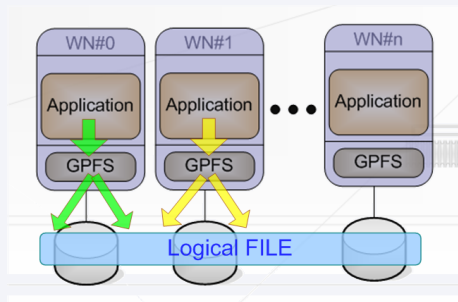 WN#0 WN#1 WN#n
Application Application Application
GPFS GPFS GPFS
Logical FILE